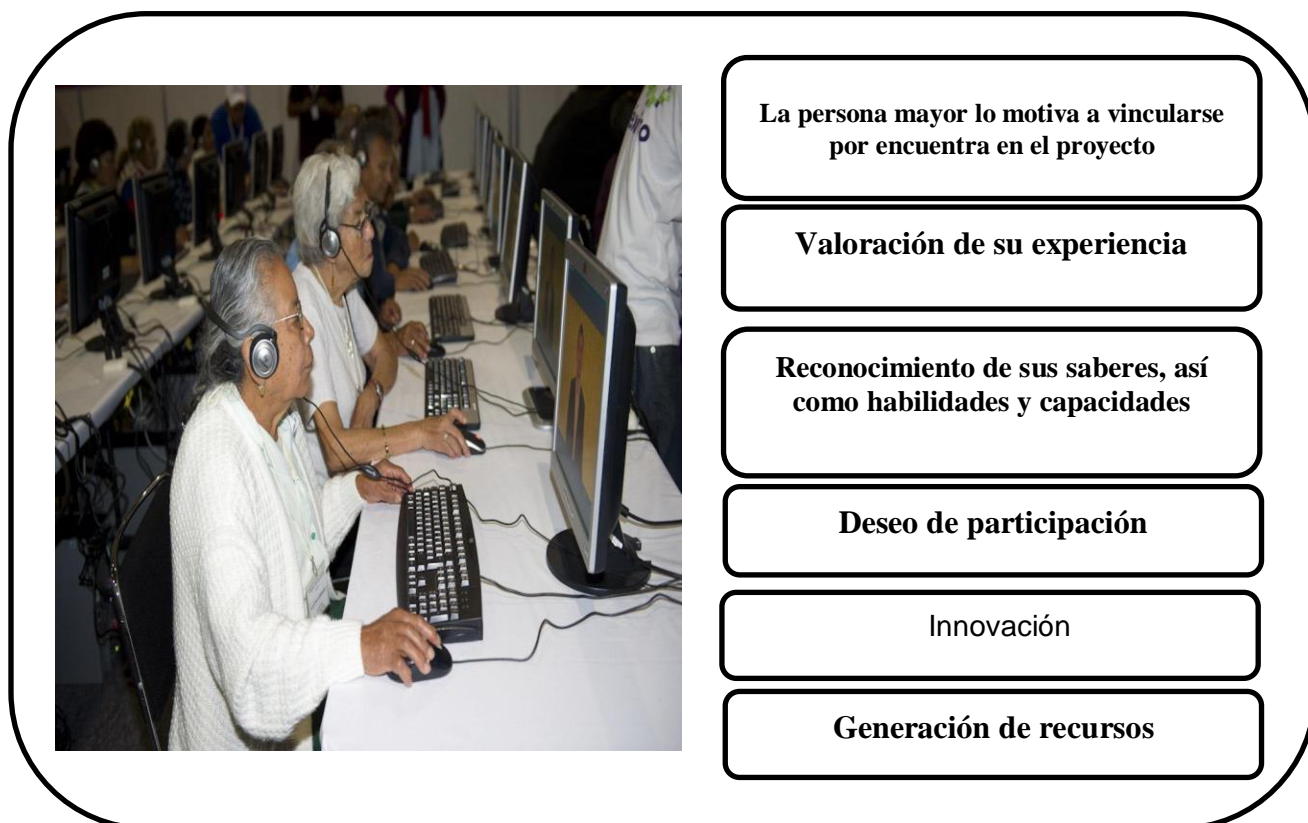 La persona mayor lo motiva a vincularse
por encuentra en el proyecto
Valoración de su experiencia
Reconocimiento de sus saberes, así
como habilidades y capacidades
Deseo de participación
Innovación
Generación de recursos